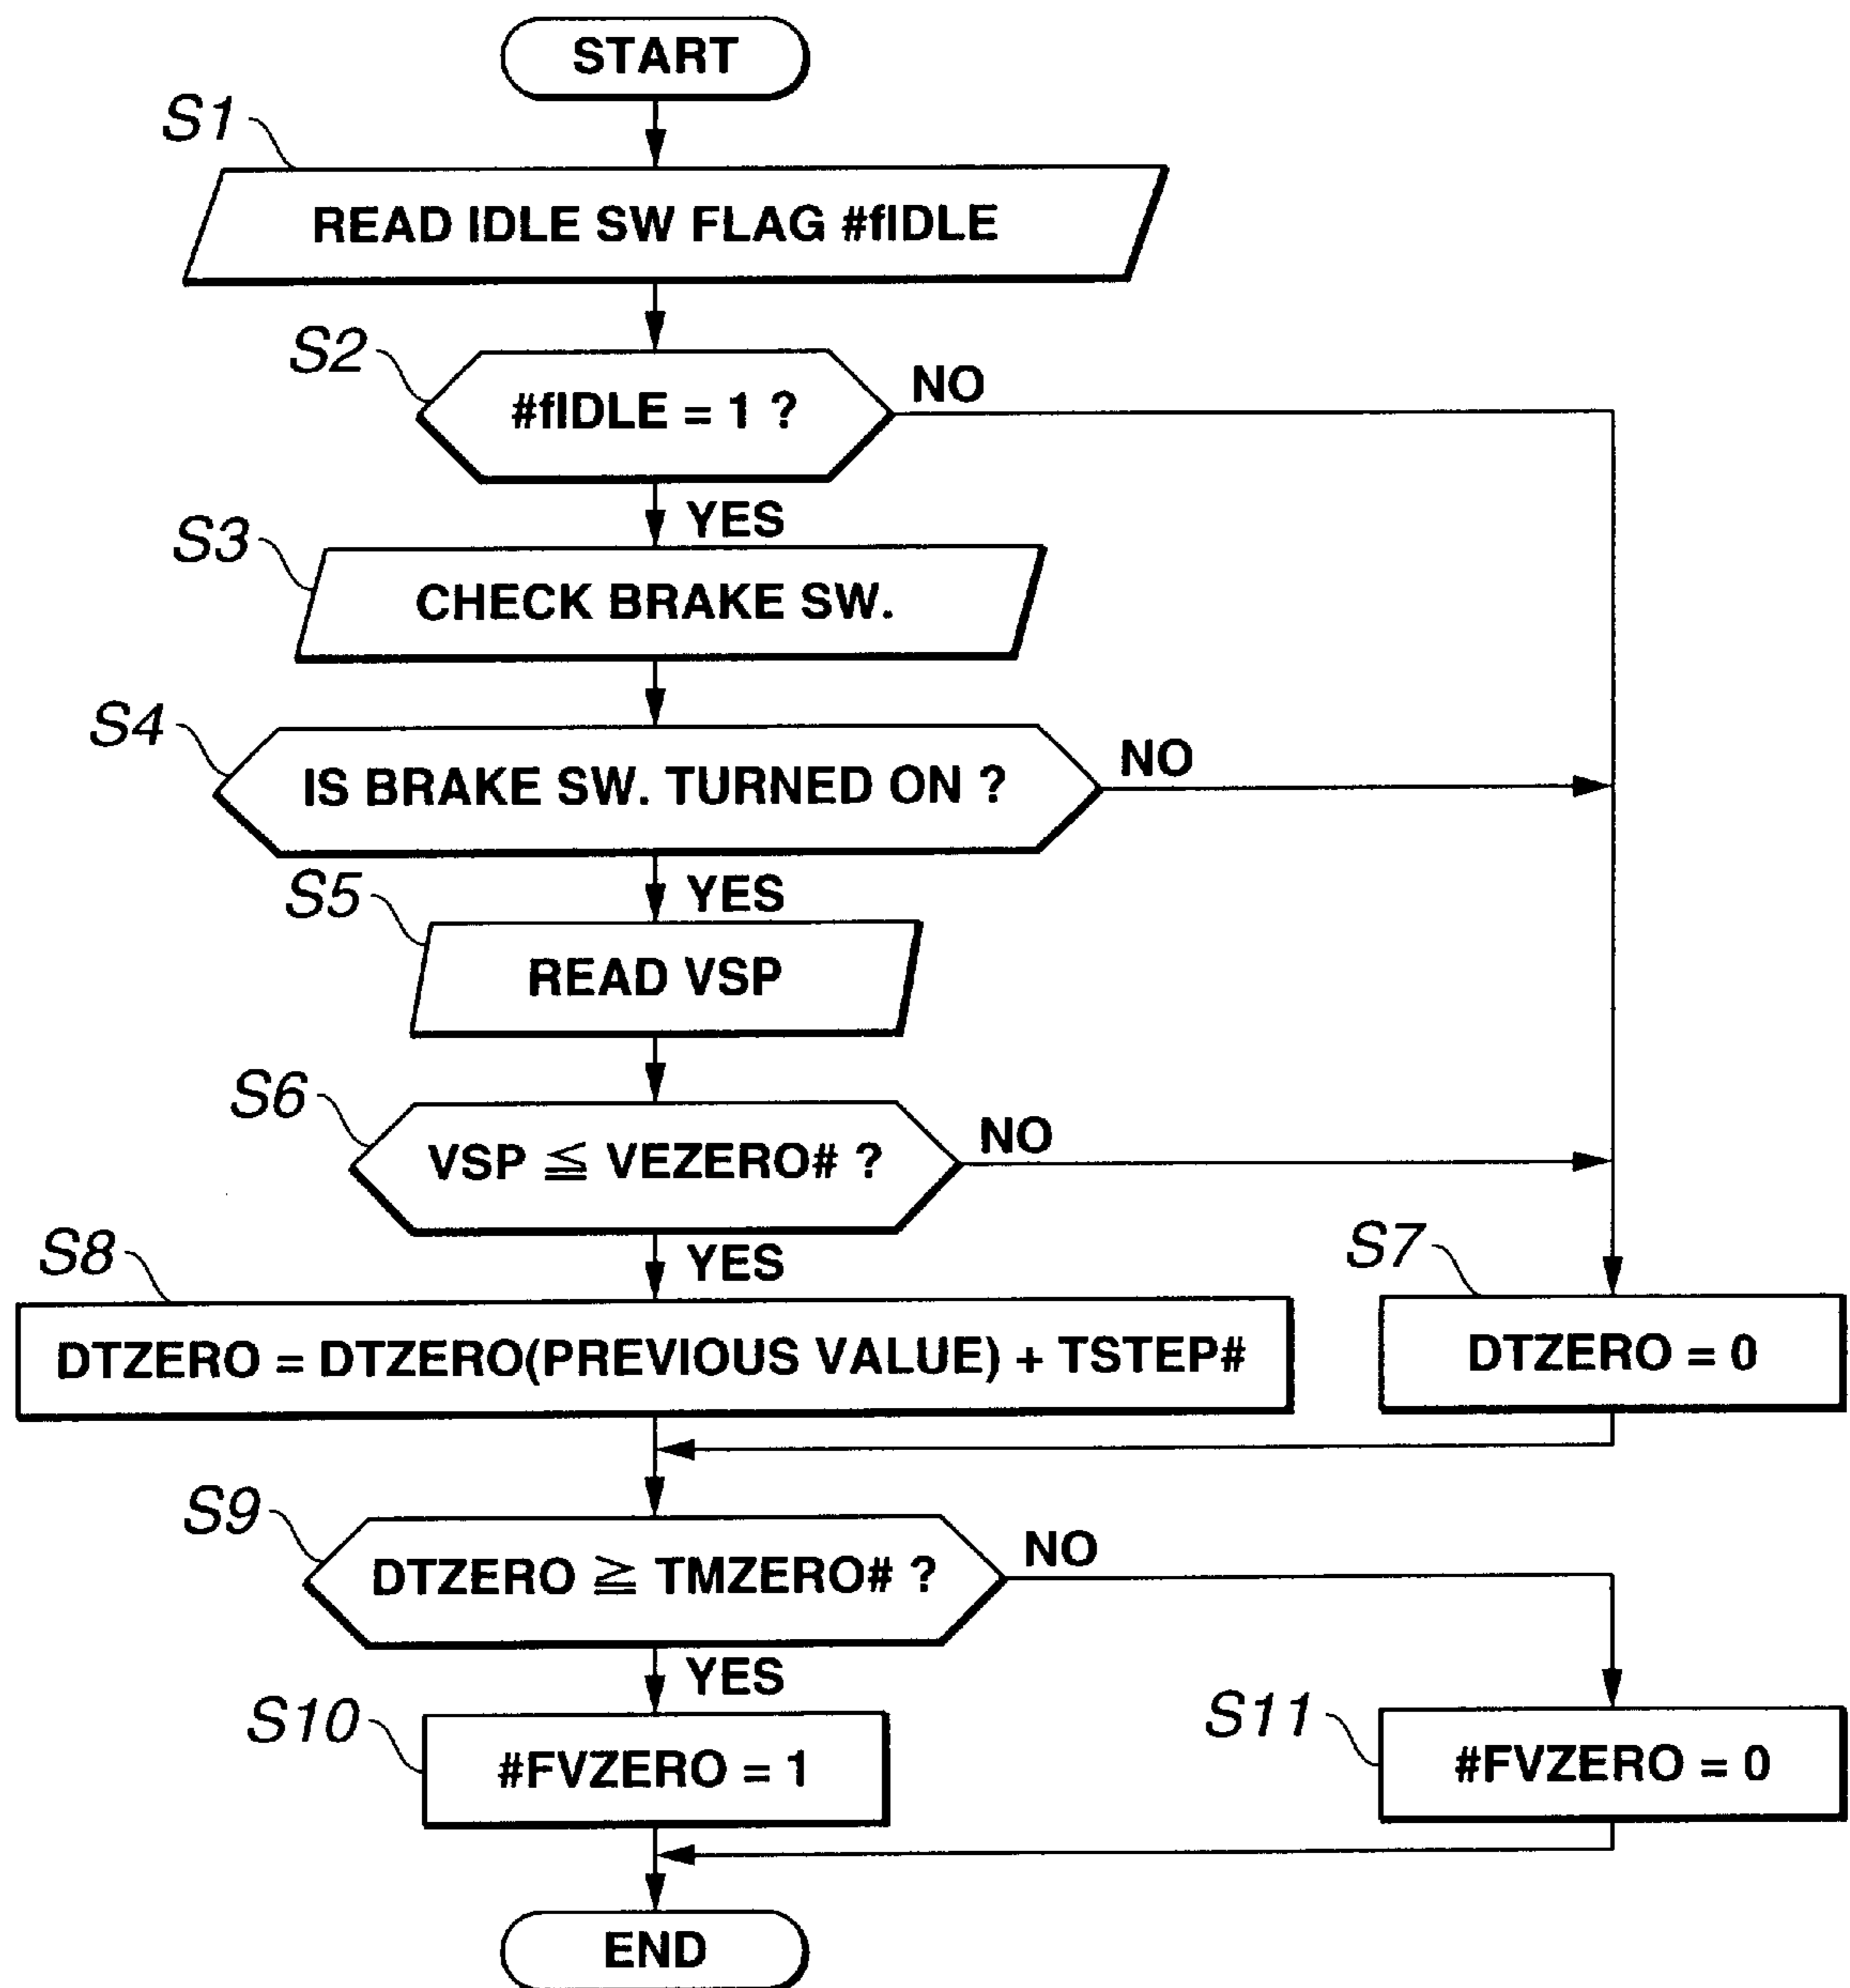 START
S1
READ IDLE SW FLAG #fIDLE
S2
#fIDLE = 1 ?
NO
YES
S3
CHECK BRAKE SW.
S4
IS BRAKE SW. TURNED ON ?
NO
YES
S5
READ VSP
S6
VSP ≦ VEZERO# ?
NO
YES
S8
DTZERO = DTZERO(PREVIOUS VALUE) + TSTEP#
S7
DTZERO = 0
S9
DTZERO ≧ TMZERO# ?
NO
YES
S10
#FVZERO = 1
S11
#FVZERO = 0
END